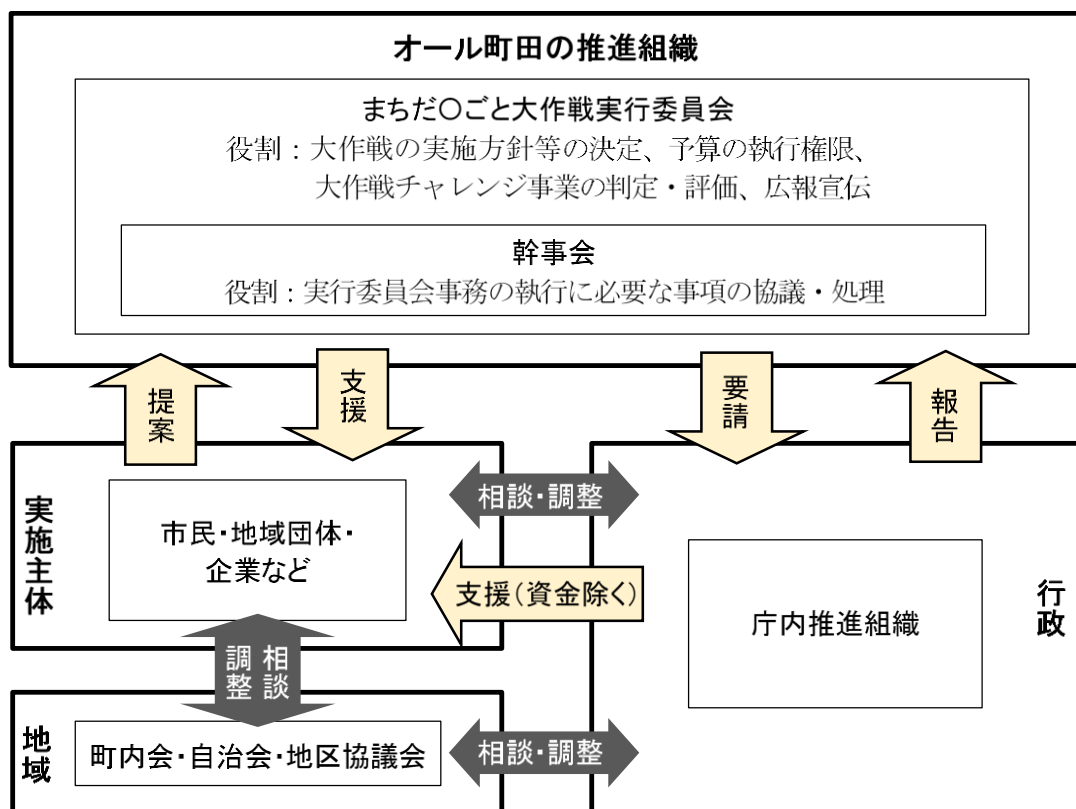 オール町田の推進組織
まちだ〇ごと大作戦実行委員会
役割：大作戦の実施方針等の決定、予算の執行権限、
大作戦チャレンジ事業の判定・評価、広報宣伝
幹事会
役割：実行委員会事務の執行に必要な事項の協議・処理
提案
支援
要請
報告
実施主体
市民・地域団体・
企業など
相談・調整
支援（資金除く）
行政
庁内推進組織
相談
調整
地域
町内会・自治会・地区協議会
相談・調整